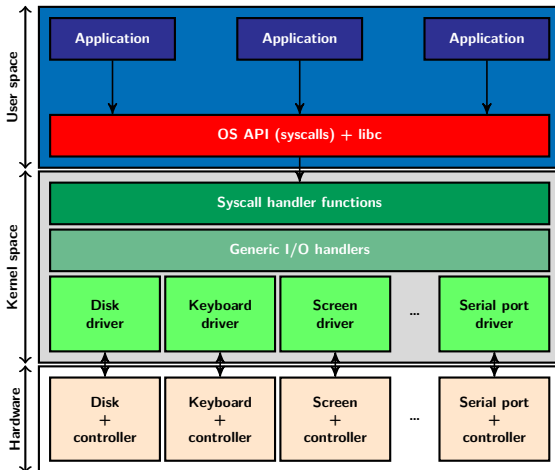 User space
Application
Application
Application
OS API (syscalls) + libc
Kernel space
Syscall handler functions
Generic I/O handlers
Disk
driver
Keyboard
driver
Screen
driver
...
Serial port
driver
Hardware
Disk
+
controller
Keyboard
+
controller
Screen
+
controller
...
Serial port
+
controller